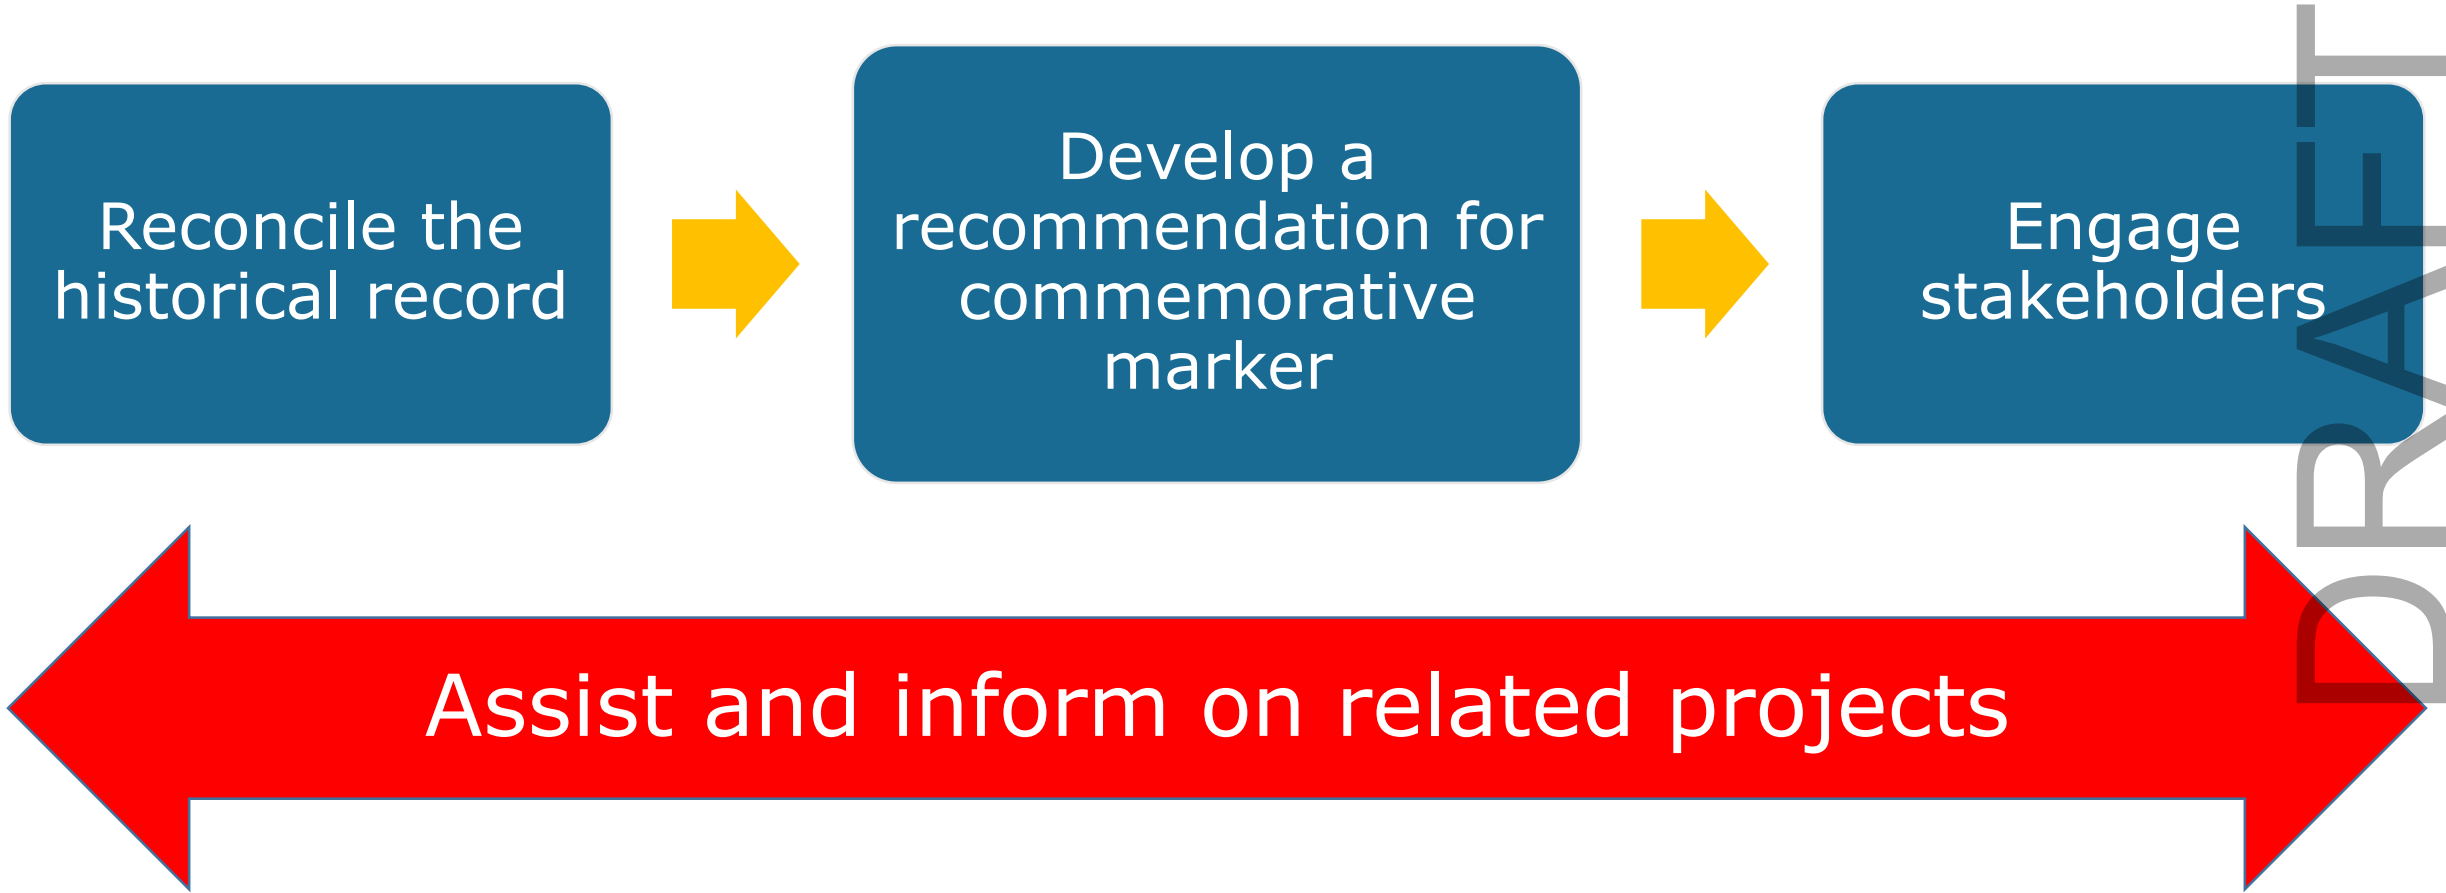 Reconcile the
historical record
Develop a
recommendation for
commemorative
marker
Engage
stakeholders
Assist and inform on related projects
DRAFT